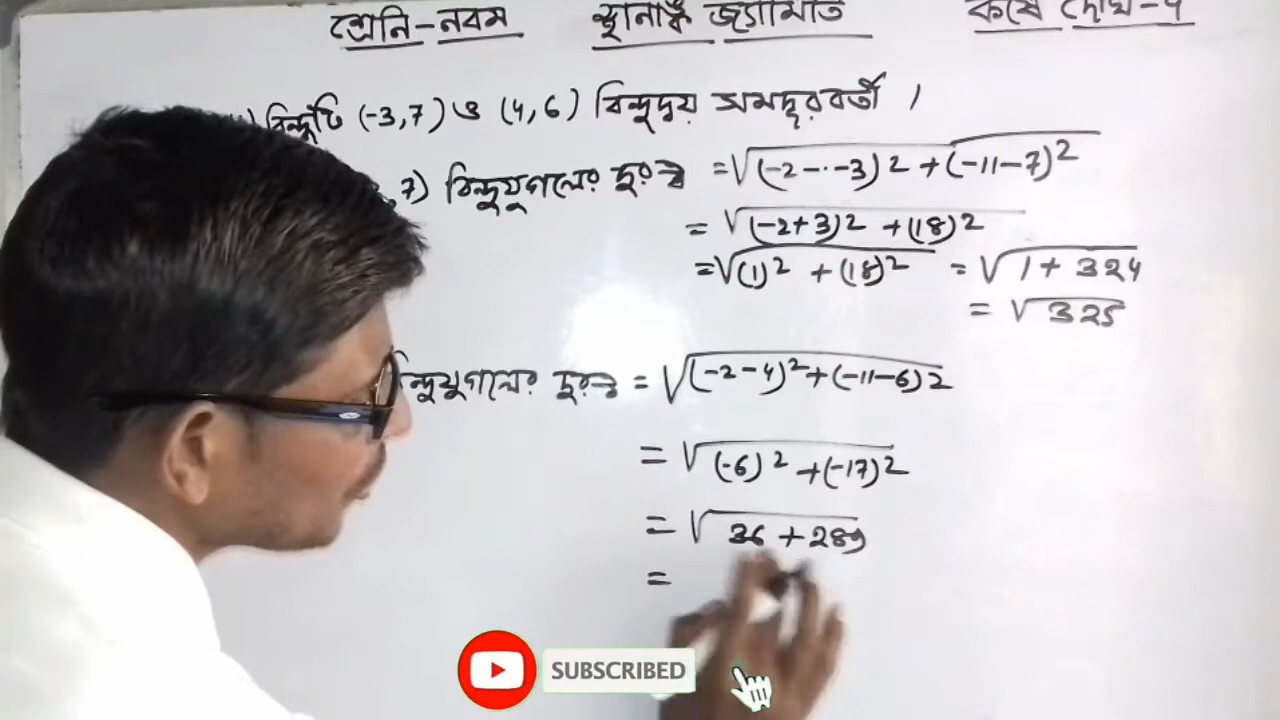 শ্রেনি-নবম স্থানাঙ্ক জ্যামিতি কষে দেখি-৭
বিন্দুটি (-3,7) ও (4,6) বিন্দুদ্বয় সমদূরবর্তী ।
7) বিন্দুযুগলের দূরত্ব = √(-2--3)2 + (-11-7)²
= √(-2+3)2 + (18)2
= √(1)² + (18)² = √1+324
= √325
বিন্দুযুগলের দূরত্ব = √(-2-4)² + (-11-6)2
= √(-6)² + (-17)2
= √36 + 289
=
SUBSCRIBED